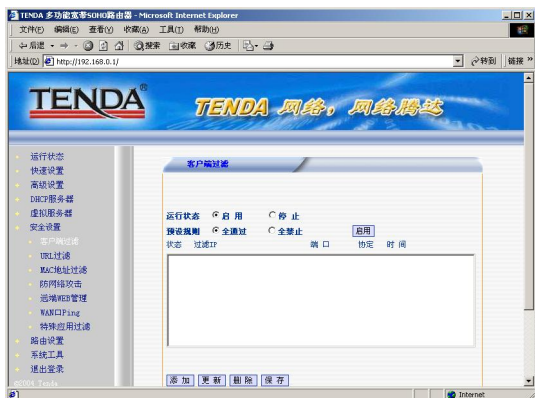 TENDA 多功能宽带SOHO路由器 - Microsoft Internet Explorer
文件(F) 编辑(E) 查看(V) 收藏(A) 工具(T) 帮助(H)
后退 搜索 收藏 历史
地址(D) http://192.168.0.1/ 转到 链接 »
TENDA®
TENDA 网络，网络腾达
运行状态
快速设置
高级设置
DHCP服务器
虚拟服务器
安全设置
客户端过滤
URL过滤
MAC地址过滤
防网络攻击
远端WEB管理
WAN口Ping
特殊应用过滤
路由设置
系统工具
退出登录
©2004 Tenda
客户端过滤
运行状态 启 用 停 止
预设规则 全通过 全禁止 启用
状态 过滤IP 端 口 协定 时 间
添 加 更 新 删 除 保 存
Internet